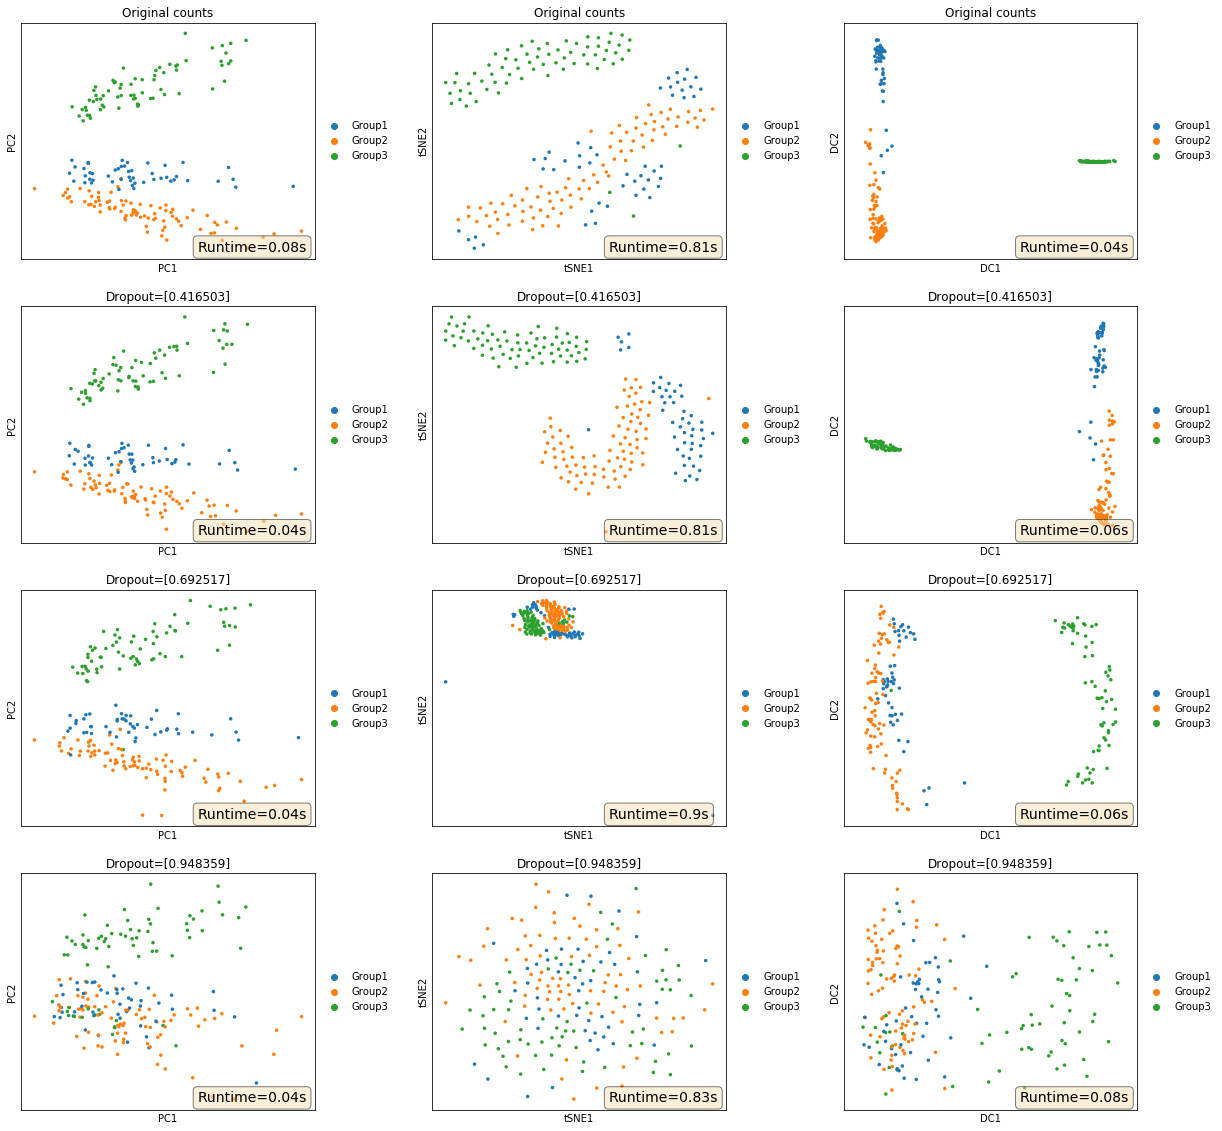 Original counts
PC2
Group1
Group2
Group3
Runtime=0.08s
PC1
Original counts
tSNE2
Group1
Group2
Group3
Runtime=0.81s
tSNE1
Original counts
DC2
Group1
Group2
Group3
Runtime=0.04s
DC1
Dropout=[0.416503]
PC2
Group1
Group2
Group3
Runtime=0.04s
PC1
Dropout=[0.416503]
tSNE2
Group1
Group2
Group3
Runtime=0.81s
tSNE1
Dropout=[0.416503]
DC2
Group1
Group2
Group3
Runtime=0.06s
DC1
Dropout=[0.692517]
PC2
Group1
Group2
Group3
Runtime=0.04s
PC1
Dropout=[0.692517]
tSNE2
Group1
Group2
Group3
Runtime=0.9s
tSNE1
Dropout=[0.692517]
DC2
Group1
Group2
Group3
Runtime=0.06s
DC1
Dropout=[0.948359]
PC2
Group1
Group2
Group3
Runtime=0.04s
PC1
Dropout=[0.948359]
tSNE2
Group1
Group2
Group3
Runtime=0.83s
tSNE1
Dropout=[0.948359]
DC2
Group1
Group2
Group3
Runtime=0.08s
DC1